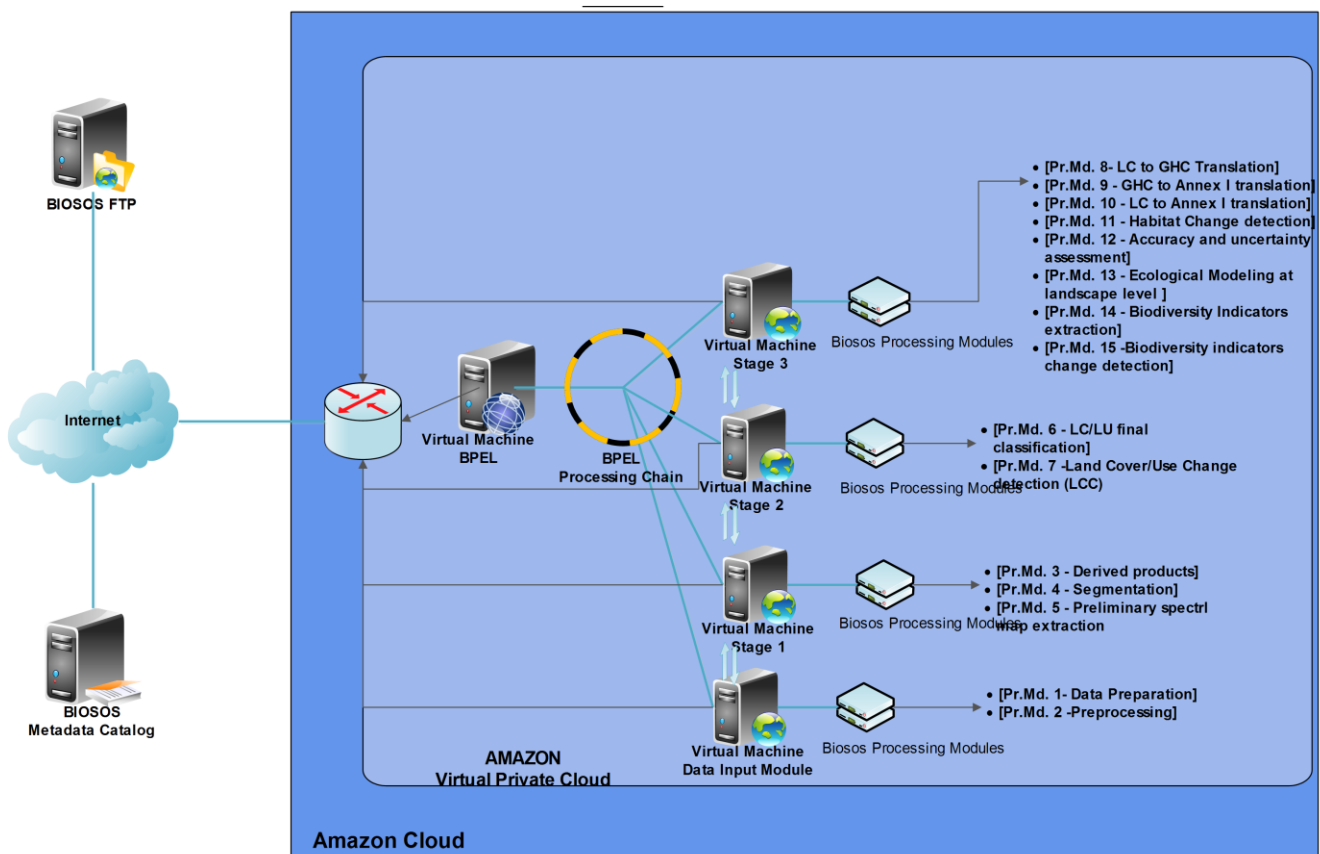 BIOSOS FTP
Internet
BIOSOS
Metadata Catalog
Virtual Machine
BPEL
BPEL
Processing Chain
Virtual Machine
Stage 3
Biosos Processing Modules
• [Pr.Md. 8- LC to GHC Translation]
• [Pr.Md. 9 - GHC to Annex I translation]
• [Pr.Md. 10 - LC to Annex I translation]
• [Pr.Md. 11 - Habitat Change detection]
• [Pr.Md. 12 - Accuracy and uncertainty
assessment]
• [Pr.Md. 13 - Ecological Modeling at
landscape level ]
• [Pr.Md. 14 - Biodiversity Indicators
extraction]
• [Pr.Md. 15 -Biodiversity indicators
change detection]
Virtual Machine
Stage 2
Biosos Processing Modules
• [Pr.Md. 6 - LC/LU final
classification]
• [Pr.Md. 7 -Land Cover/Use Change
detection (LCC)
Virtual Machine
Stage 1
Biosos Processing Modules
• [Pr.Md. 3 - Derived products]
• [Pr.Md. 4 - Segmentation]
• [Pr.Md. 5 - Preliminary spectrl
map extraction
Virtual Machine
Data Input Module
Biosos Processing Modules
• [Pr.Md. 1- Data Preparation]
• [Pr.Md. 2 -Preprocessing]
AMAZON
Virtual Private Cloud
Amazon Cloud